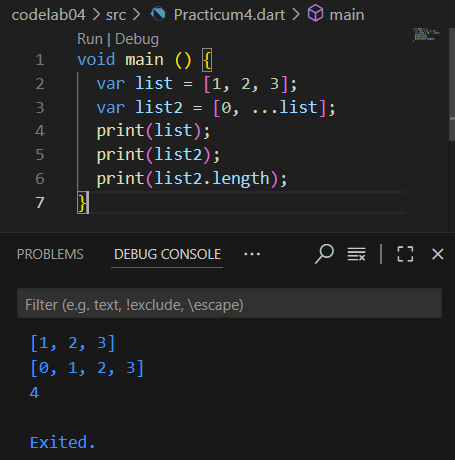 codelab04 > src > Practicum4.dart > main
Run | Debug
1 void main () {
2 var list = [1, 2, 3];
3 var list2 = [0, ...list];
4 print(list);
5 print(list2);
6 print(list2.length);
7 }
PROBLEMS DEBUG CONSOLE ...
Filter (e.g. text, !exclude, \escape)
[1, 2, 3]
[0, 1, 2, 3]
4
Exited.